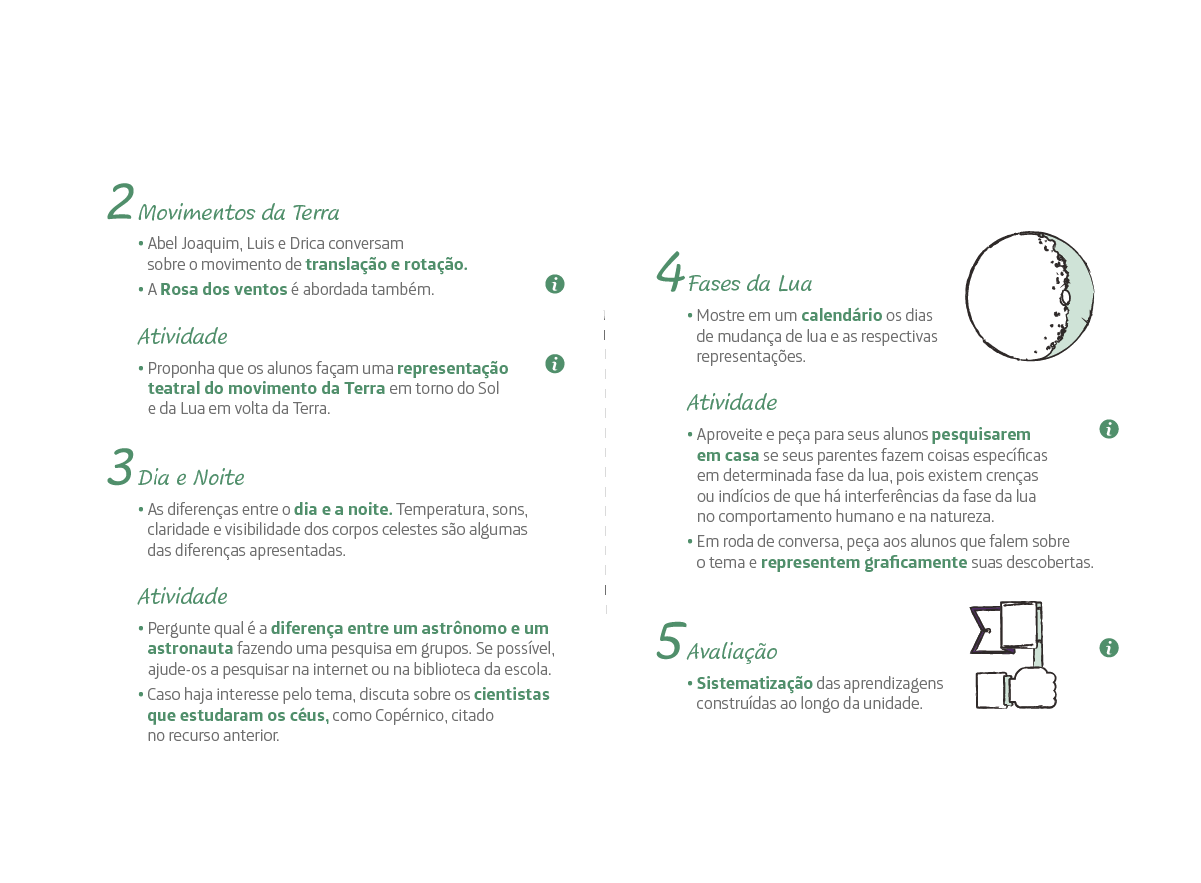 2 Movimentos da Terra
• Abel Joaquim, Luis e Drica conversam
sobre o movimento de translação e rotação.
• A Rosa dos ventos é abordada também.
i
Atividade
• Proponha que os alunos façam uma representação
teatral do movimento da Terra em torno do Sol
e da Lua em volta da Terra.
i
3 Dia e Noite
• As diferenças entre o dia e a noite. Temperatura, sons,
claridade e visibilidade dos corpos celestes são algumas
das diferenças apresentadas.
Atividade
• Pergunte qual é a diferença entre um astrônomo e um
astronauta fazendo uma pesquisa em grupos. Se possível,
ajude-os a pesquisar na internet ou na biblioteca da escola.
• Caso haja interesse pelo tema, discuta sobre os cientistas
que estudaram os céus, como Copérnico, citado
no recurso anterior.
4 Fases da Lua
• Mostre em um calendário os dias
de mudança de lua e as respectivas
representações.
Atividade
• Aproveite e peça para seus alunos pesquisarem
em casa se seus parentes fazem coisas específicas
em determinada fase da lua, pois existem crenças
ou indícios de que há interferências da fase da lua
no comportamento humano e na natureza.
i
• Em roda de conversa, peça aos alunos que falem sobre
o tema e representem graficamente suas descobertas.
5 Avaliação
i
• Sistematização das aprendizagens
construídas ao longo da unidade.